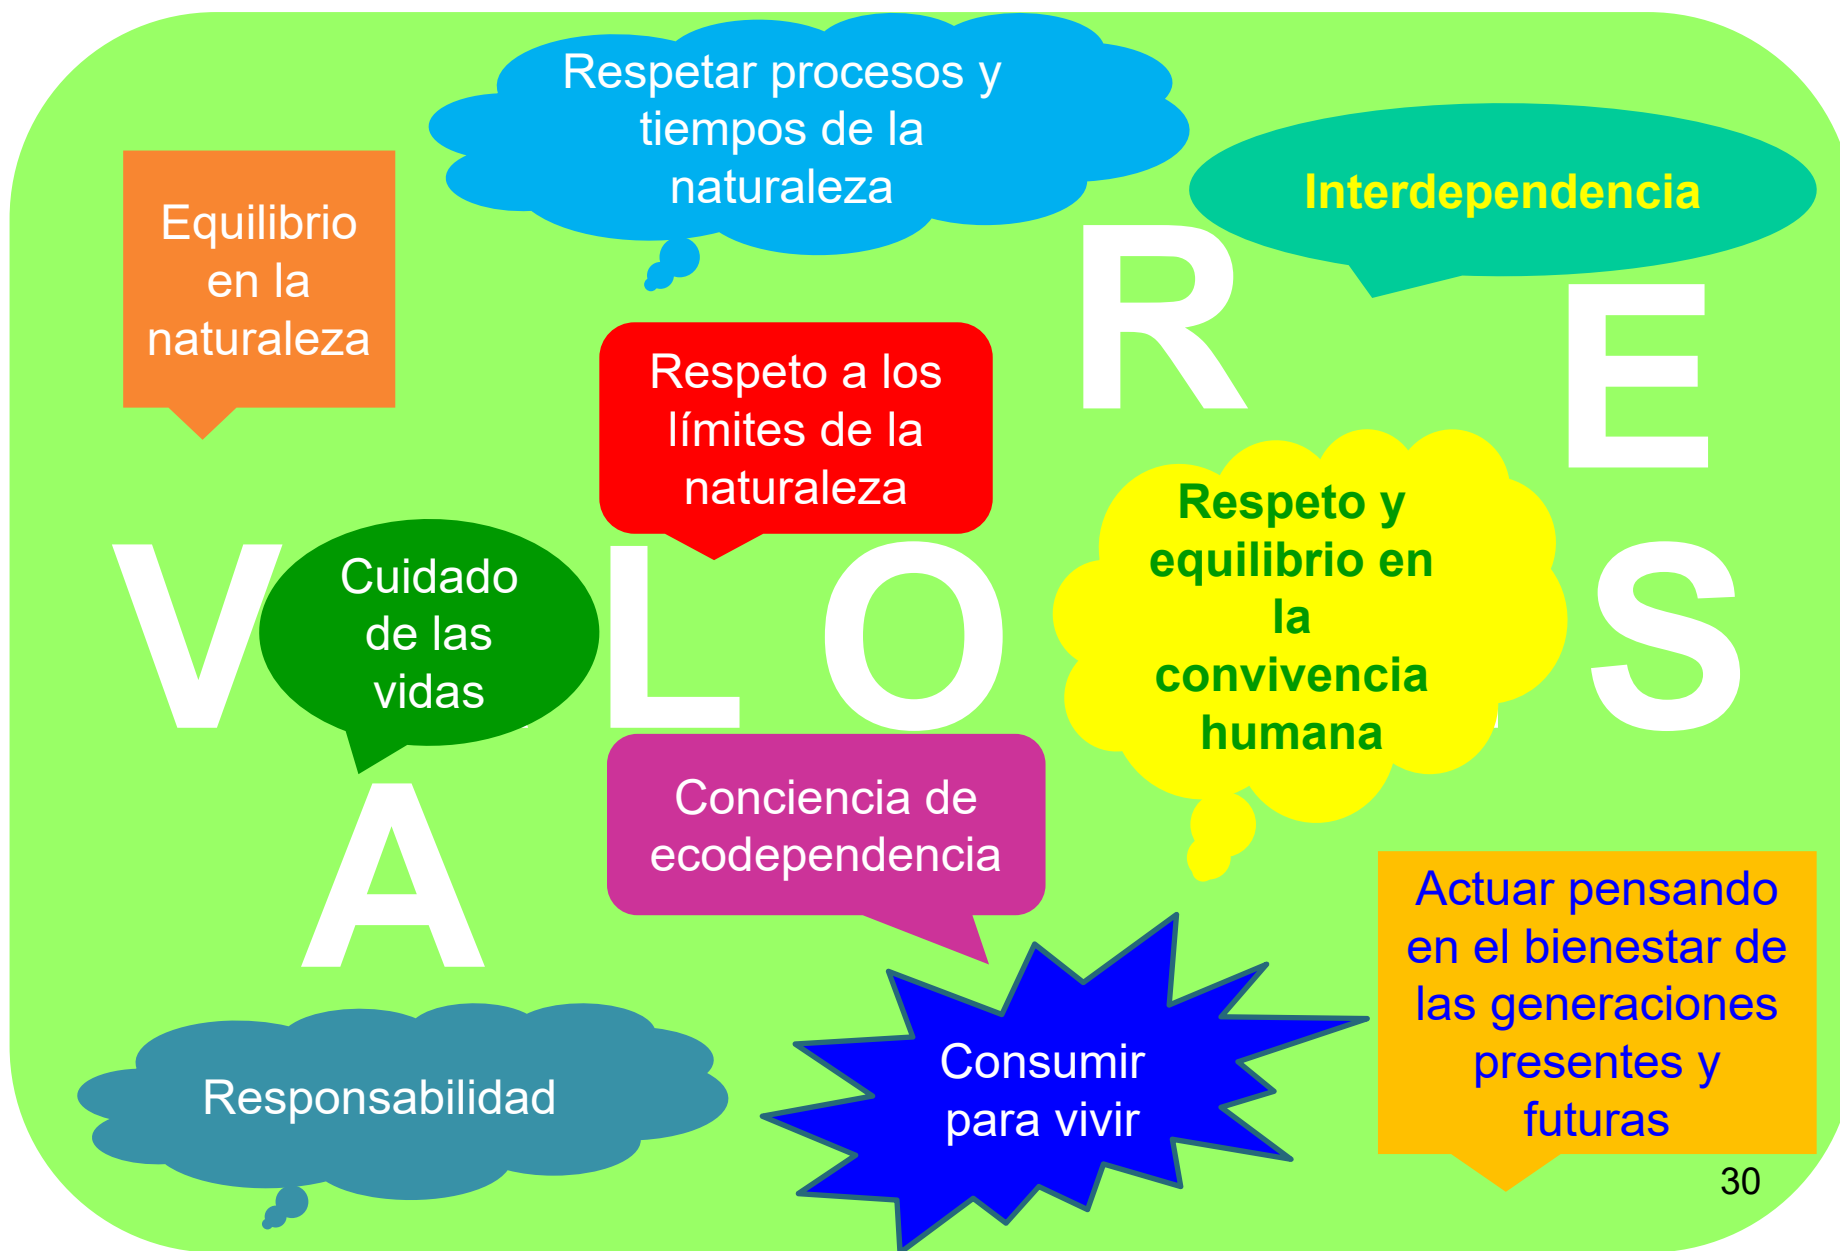 Respetar procesos y
tiempos de la
naturaleza
Interdependencia
Equilibrio
en la
naturaleza
Respeto a los
límites de la
naturaleza
R
E
Respeto y
equilibrio en
la
convivencia
humana
V
Cuidado
de las
vidas
L
O
S
A
Conciencia de
ecodependencia
Actuar pensando
en el bienestar de
las generaciones
presentes y
futuras
Responsabilidad
Consumir
para vivir
30